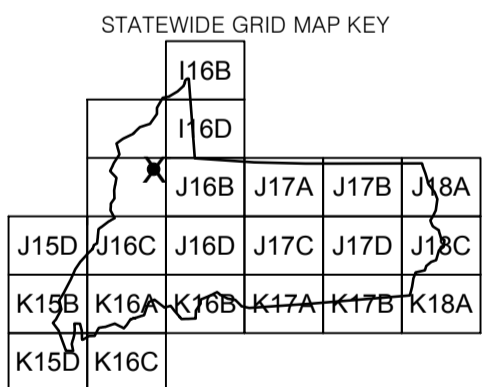 STATEWIDE GRID MAP KEY
I16B
I16D
J16B J17A J17B J18A
J15D J16C J16D J17C J17D J18C
K15B K16A K16B K17A K17B K18A
K15D K16C